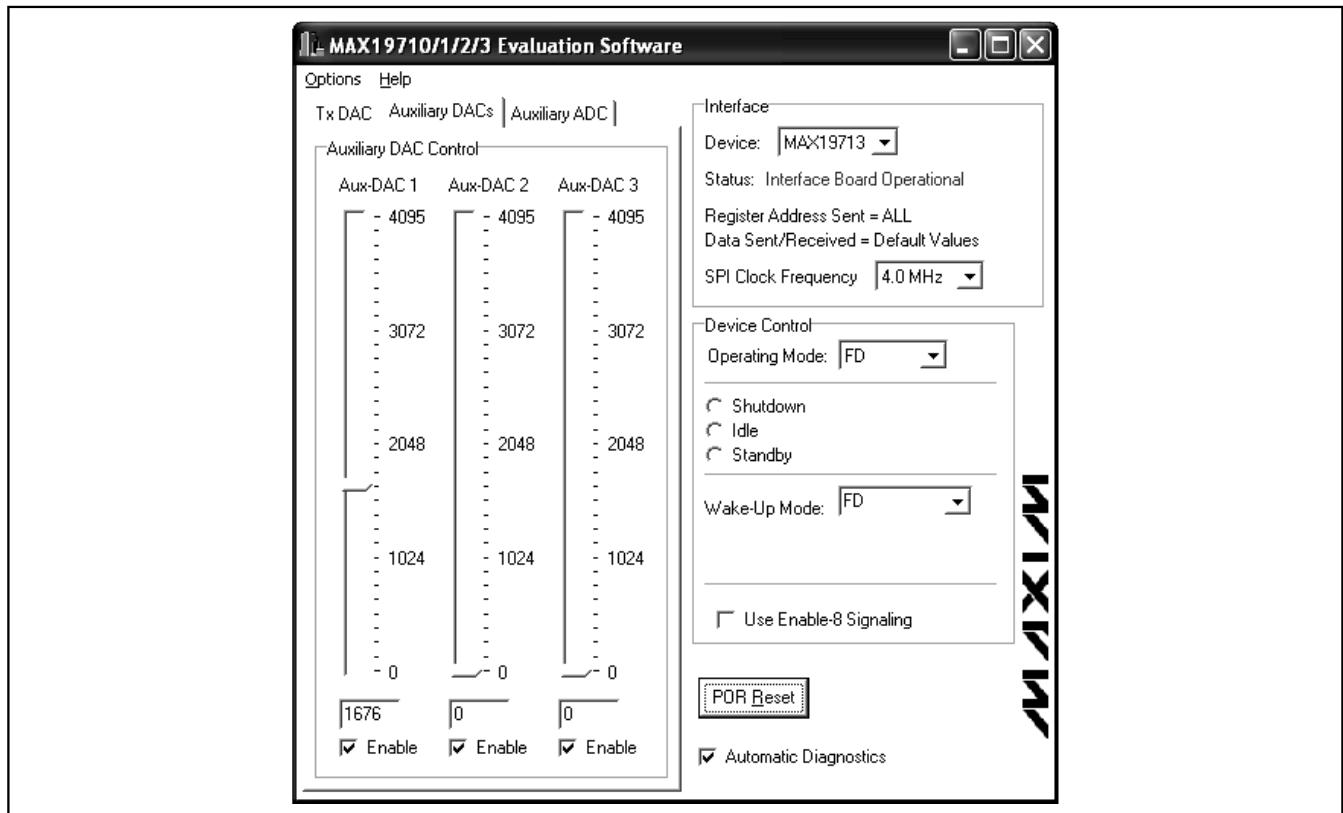 MAX19710/1/2/3 Evaluation Software
Options Help
Tx DAC Auxiliary DACs Auxiliary ADC
Auxiliary DAC Control
Aux-DAC 1 Aux-DAC 2 Aux-DAC 3
4095 4095 4095
3072 3072 3072
2048 2048 2048
1024 1024 1024
0 0 0
1676 0 0
Enable Enable Enable
Interface
Device: MAX19713
Status: Interface Board Operational
Register Address Sent = ALL
Data Sent/Received = Default Values
SPI Clock Frequency 4.0 MHz
Device Control
Operating Mode: FD
Shutdown
Idle
Standby
Wake-Up Mode: FD
Use Enable-8 Signaling
POR Reset
Automatic Diagnostics
MAXIM